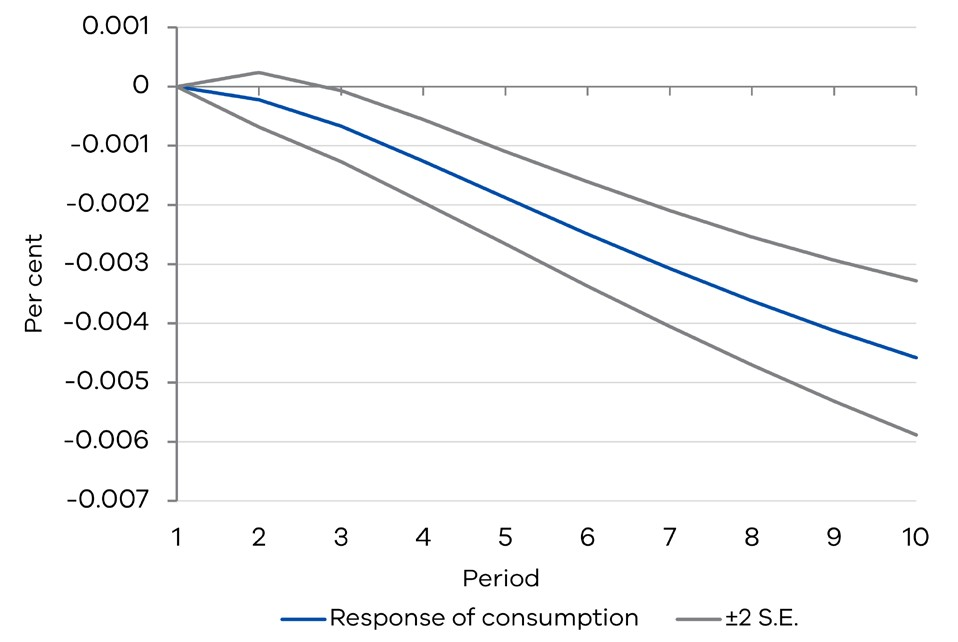 0.001
0
-0.001
-0.002
-0.003
-0.004
-0.005
-0.006
-0.007
Per cent
1 2 3 4 5 6 7 8 9 10
Period
Response of consumption ±2 S.E.